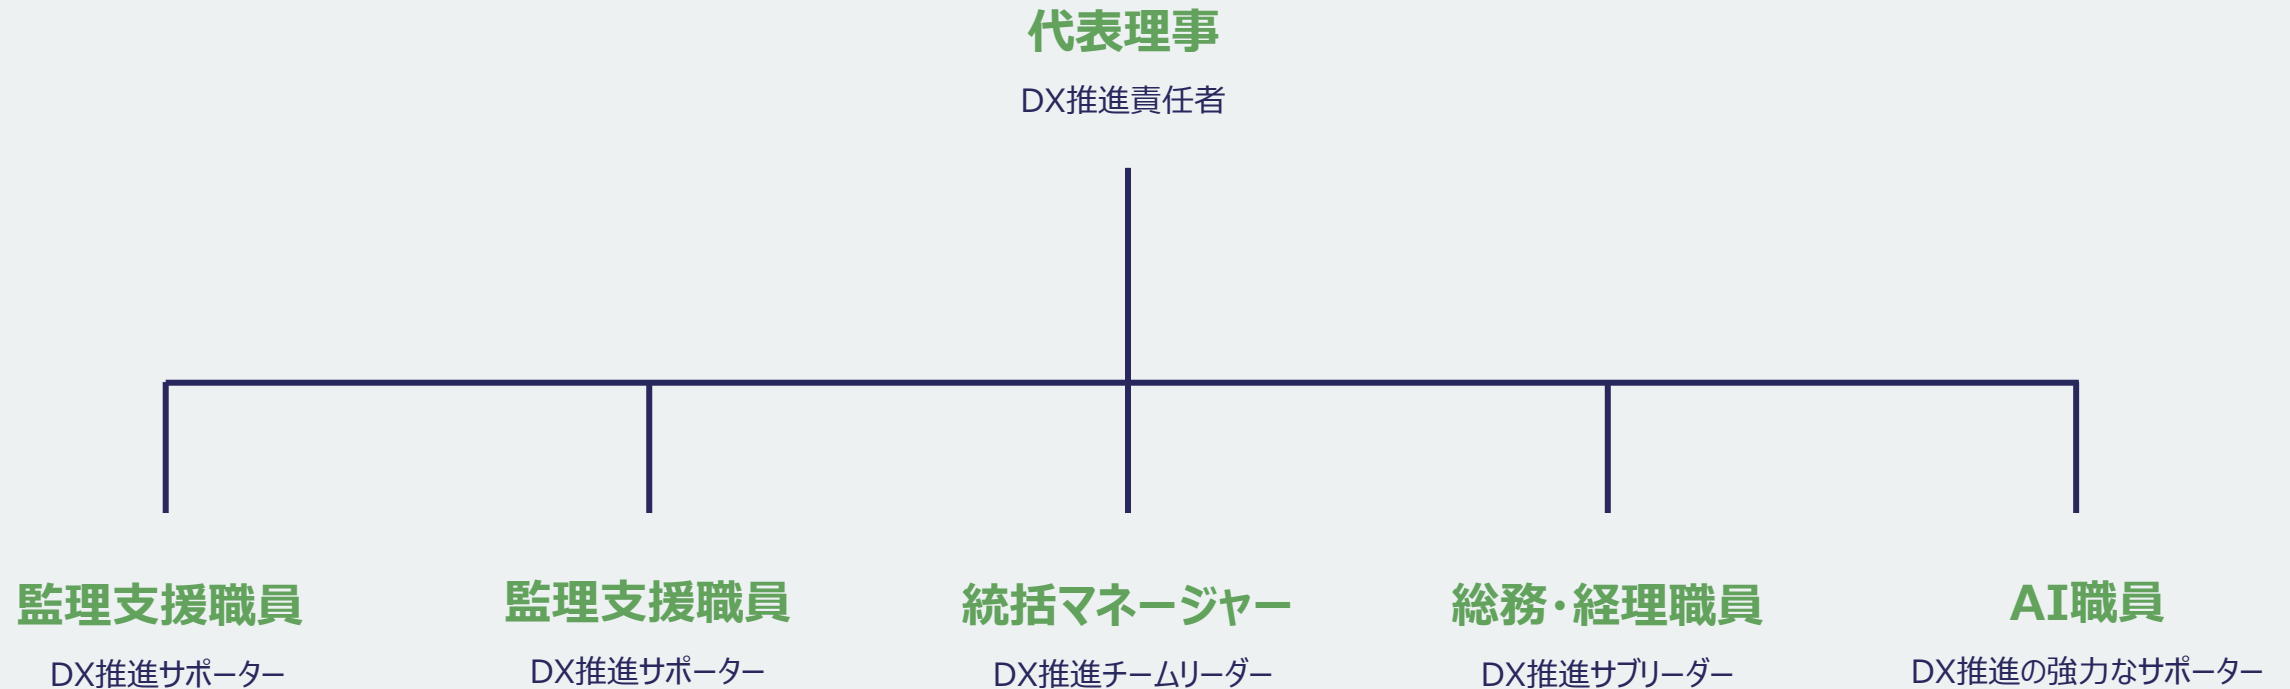 代表理事
DX推進責任者
監理支援職員
DX推進サポーター
監理支援職員
DX推進サポーター
統括マネージャー
DX推進チームリーダー
総務・経理職員
DX推進サブリーダー
AI職員
DX推進の強力なサポーター